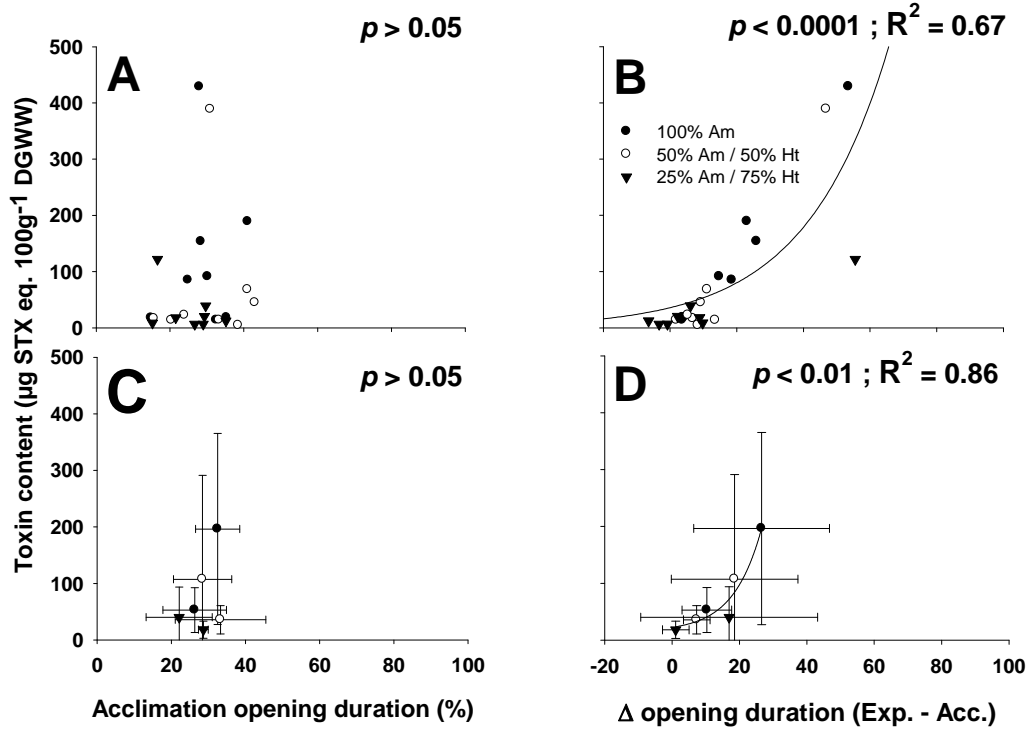 p > 0.05
p < 0.0001 ; R² = 0.67
A
B
500
400
300
200
100
0
100% Am
50% Am / 50% Ht
25% Am / 75% Ht
Toxin content (µg STX eq. 100g⁻¹ DGWW)
p > 0.05
p < 0.01 ; R² = 0.86
C
D
500
400
300
200
100
0
0 20 40 60 80 100
-20 0 20 40 60 80 100
Acclimation opening duration (%)
Δ opening duration (Exp. - Acc.)